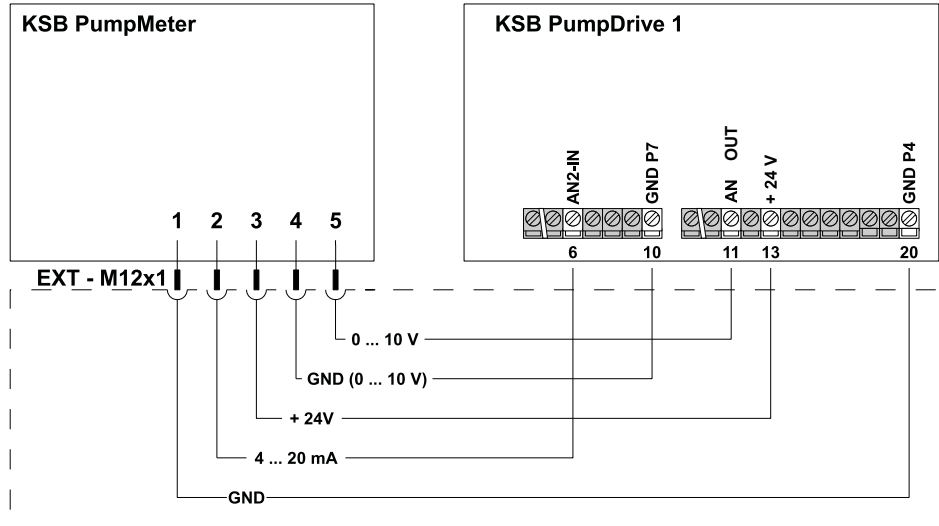 KSB PumpMeter
KSB PumpDrive 1
AN2-IN
GND P7
AN OUT
+ 24 V
GND P4
1 2 3 4 5
6 10 11 13 20
EXT - M12x1
0 ... 10 V
GND (0 ... 10 V)
+ 24V
4 ... 20 mA
GND